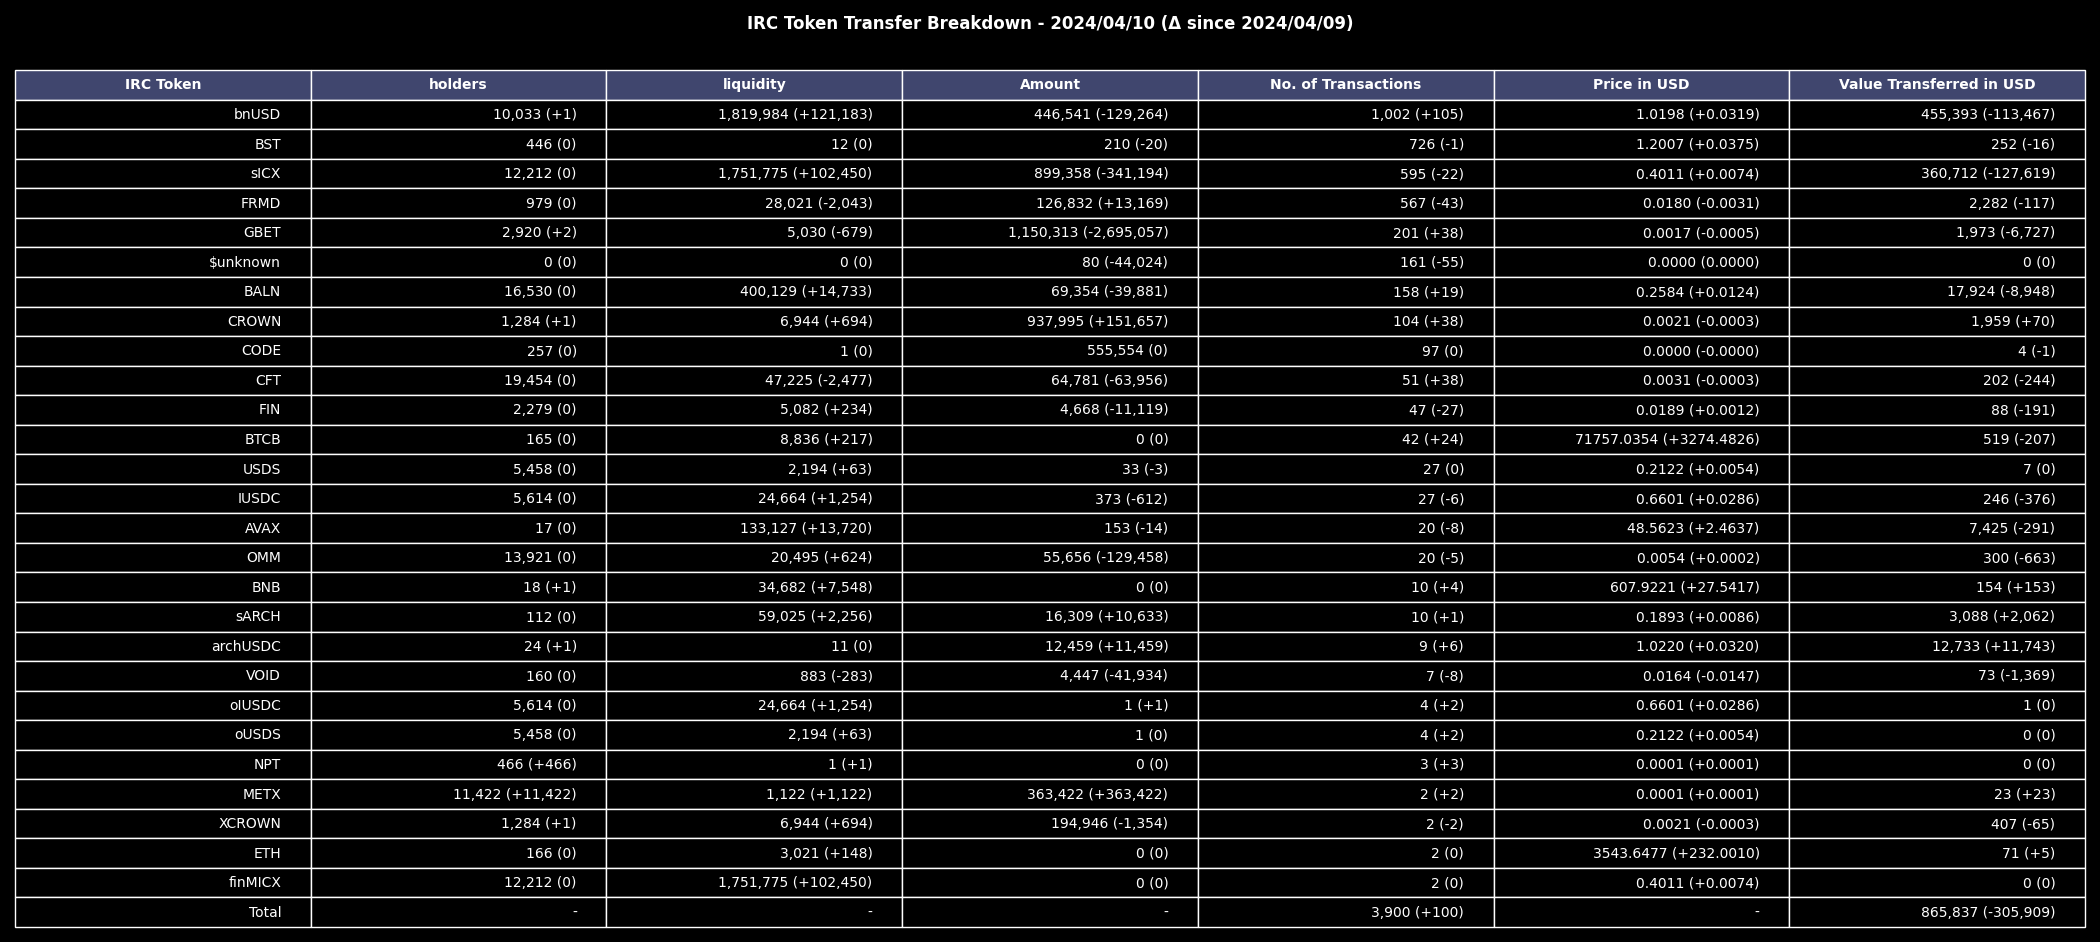 IRC Token Transfer Breakdown - 2024/04/10 (Δ since 2024/04/09)
IRC Token holders liquidity Amount No. of Transactions Price in USD Value Transferred in USD
bnUSD 10,033 (+1) 1,819,984 (+121,183) 446,541 (-129,264) 1,002 (+105) 1.0198 (+0.0319) 455,393 (-113,467)
BST 446 (0) 12 (0) 210 (-20) 726 (-1) 1.2007 (+0.0375) 252 (-16)
sICX 12,212 (0) 1,751,775 (+102,450) 899,358 (-341,194) 595 (-22) 0.4011 (+0.0074) 360,712 (-127,619)
FRMD 979 (0) 28,021 (-2,043) 126,832 (+13,169) 567 (-43) 0.0180 (-0.0031) 2,282 (-117)
GBET 2,920 (+2) 5,030 (-679) 1,150,313 (-2,695,057) 201 (+38) 0.0017 (-0.0005) 1,973 (-6,727)
$unknown 0 (0) 0 (0) 80 (-44,024) 161 (-55) 0.0000 (0.0000) 0 (0)
BALN 16,530 (0) 400,129 (+14,733) 69,354 (-39,881) 158 (+19) 0.2584 (+0.0124) 17,924 (-8,948)
CROWN 1,284 (+1) 6,944 (+694) 937,995 (+151,657) 104 (+38) 0.0021 (-0.0003) 1,959 (+70)
CODE 257 (0) 1 (0) 555,554 (0) 97 (0) 0.0000 (-0.0000) 4 (-1)
CFT 19,454 (0) 47,225 (-2,477) 64,781 (-63,956) 51 (+38) 0.0031 (-0.0003) 202 (-244)
FIN 2,279 (0) 5,082 (+234) 4,668 (-11,119) 47 (-27) 0.0189 (+0.0012) 88 (-191)
BTCB 165 (0) 8,836 (+217) 0 (0) 42 (+24) 71757.0354 (+3274.4826) 519 (-207)
USDS 5,458 (0) 2,194 (+63) 33 (-3) 27 (0) 0.2122 (+0.0054) 7 (0)
IUSDC 5,614 (0) 24,664 (+1,254) 373 (-612) 27 (-6) 0.6601 (+0.0286) 246 (-376)
AVAX 17 (0) 133,127 (+13,720) 153 (-14) 20 (-8) 48.5623 (+2.4637) 7,425 (-291)
OMM 13,921 (0) 20,495 (+624) 55,656 (-129,458) 20 (-5) 0.0054 (+0.0002) 300 (-663)
BNB 18 (+1) 34,682 (+7,548) 0 (0) 10 (+4) 607.9221 (+27.5417) 154 (+153)
sARCH 112 (0) 59,025 (+2,256) 16,309 (+10,633) 10 (+1) 0.1893 (+0.0086) 3,088 (+2,062)
archUSDC 24 (+1) 11 (0) 12,459 (+11,459) 9 (+6) 1.0220 (+0.0320) 12,733 (+11,743)
VOID 160 (0) 883 (-283) 4,447 (-41,934) 7 (-8) 0.0164 (-0.0147) 73 (-1,369)
oIUSDC 5,614 (0) 24,664 (+1,254) 1 (+1) 4 (+2) 0.6601 (+0.0286) 1 (0)
oUSDS 5,458 (0) 2,194 (+63) 1 (0) 4 (+2) 0.2122 (+0.0054) 0 (0)
NPT 466 (+466) 1 (+1) 0 (0) 3 (+3) 0.0001 (+0.0001) 0 (0)
METX 11,422 (+11,422) 1,122 (+1,122) 363,422 (+363,422) 2 (+2) 0.0001 (+0.0001) 23 (+23)
XCROWN 1,284 (+1) 6,944 (+694) 194,946 (-1,354) 2 (-2) 0.0021 (-0.0003) 407 (-65)
ETH 166 (0) 3,021 (+148) 0 (0) 2 (0) 3543.6477 (+232.0010) 71 (+5)
finMICX 12,212 (0) 1,751,775 (+102,450) 0 (0) 2 (0) 0.4011 (+0.0074) 0 (0)
Total - - - 3,900 (+100) - 865,837 (-305,909)